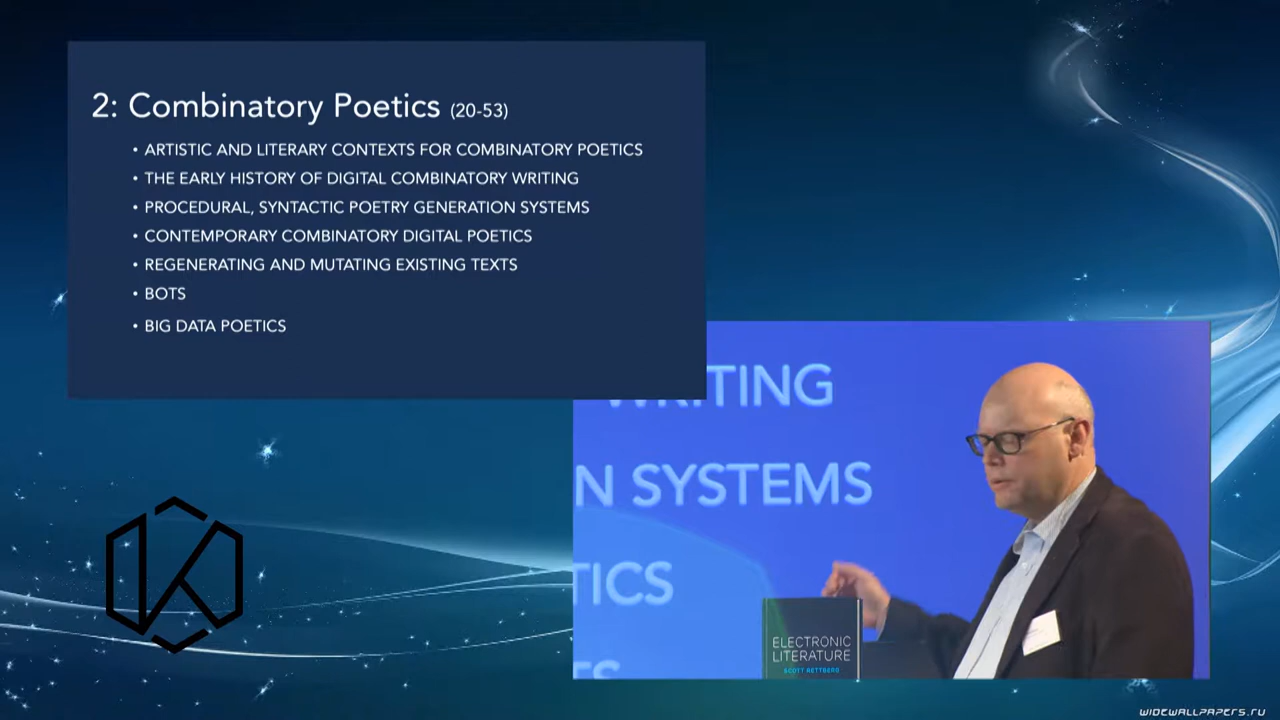 2: Combinatory Poetics (20-53)
• ARTISTIC AND LITERARY CONTEXTS FOR COMBINATORY POETICS
• THE EARLY HISTORY OF DIGITAL COMBINATORY WRITING
• PROCEDURAL, SYNTACTIC POETRY GENERATION SYSTEMS
• CONTEMPORARY COMBINATORY DIGITAL POETICS
• REGENERATING AND MUTATING EXISTING TEXTS
• BOTS
• BIG DATA POETICS
WRITING
N SYSTEMS
TICS
TS
ELECTRONIC
LITERATURE
SCOTT RETTBERG
WIDEWALLPAPERS.RU